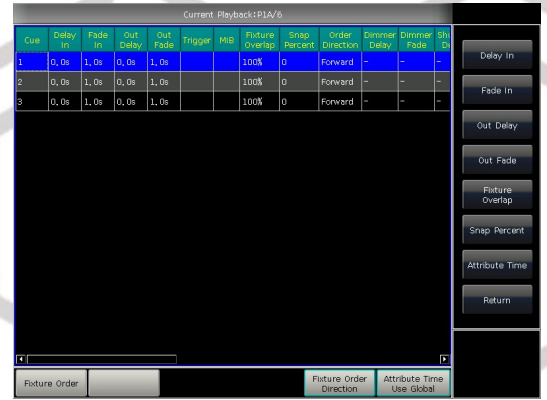 Current Playback:P1A/6
Cue Delay In Fade In Out Delay Out Fade Trigger MIB Fixture Overlap Snap Percent Order Direction Dimmer Delay Dimmer Fade
1 0.0s 1.0s 0.0s 1.0s 100% 0 Forward - - -
2 0.0s 1.0s 0.0s 1.0s 100% 0 Forward - - -
3 0.0s 1.0s 0.0s 1.0s 100% 0 Forward - - -
Delay In
Fade In
Out Delay
Out Fade
Fixture
Overlap
Snap Percent
Attribute Time
Return
Fixture Order
Fixture Order
Direction
Attribute Time
Use Global